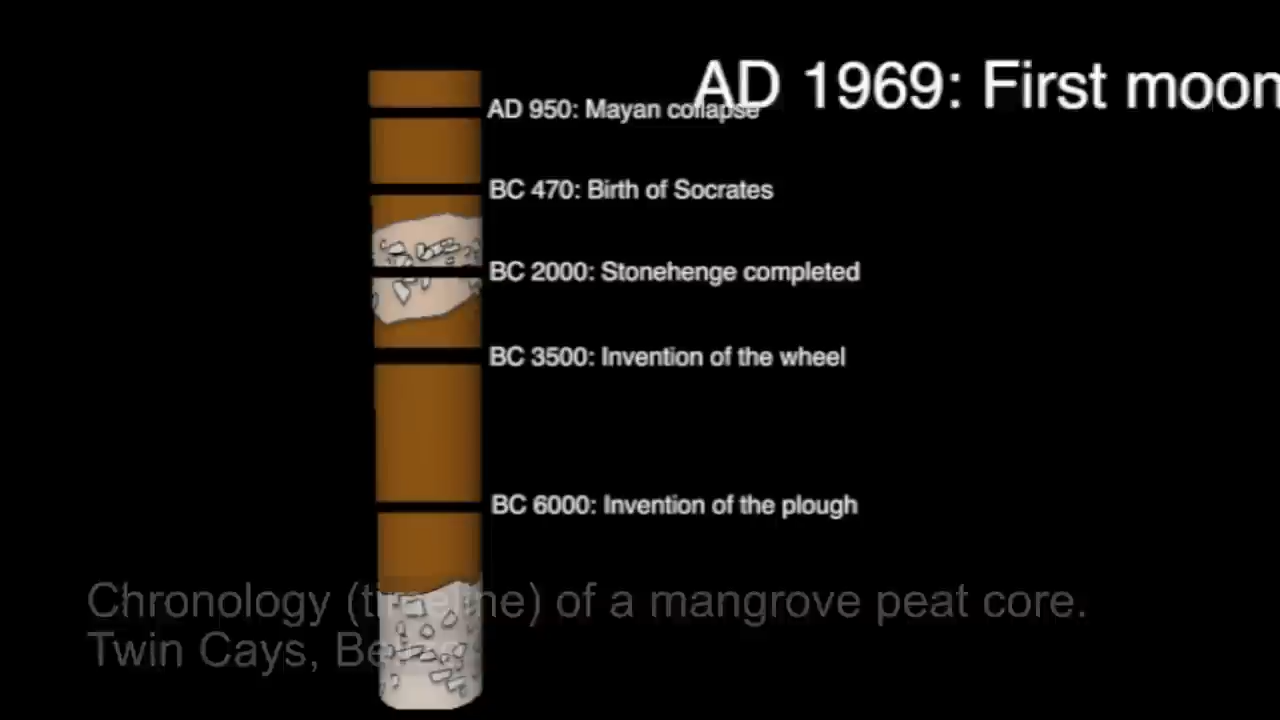 AD 1969: First moon
AD 950: Mayan collapse
BC 470: Birth of Socrates
BC 2000: Stonehenge completed
BC 3500: Invention of the wheel
BC 6000: Invention of the plough
Chronology (timeline) of a mangrove peat core.
Twin Cays,